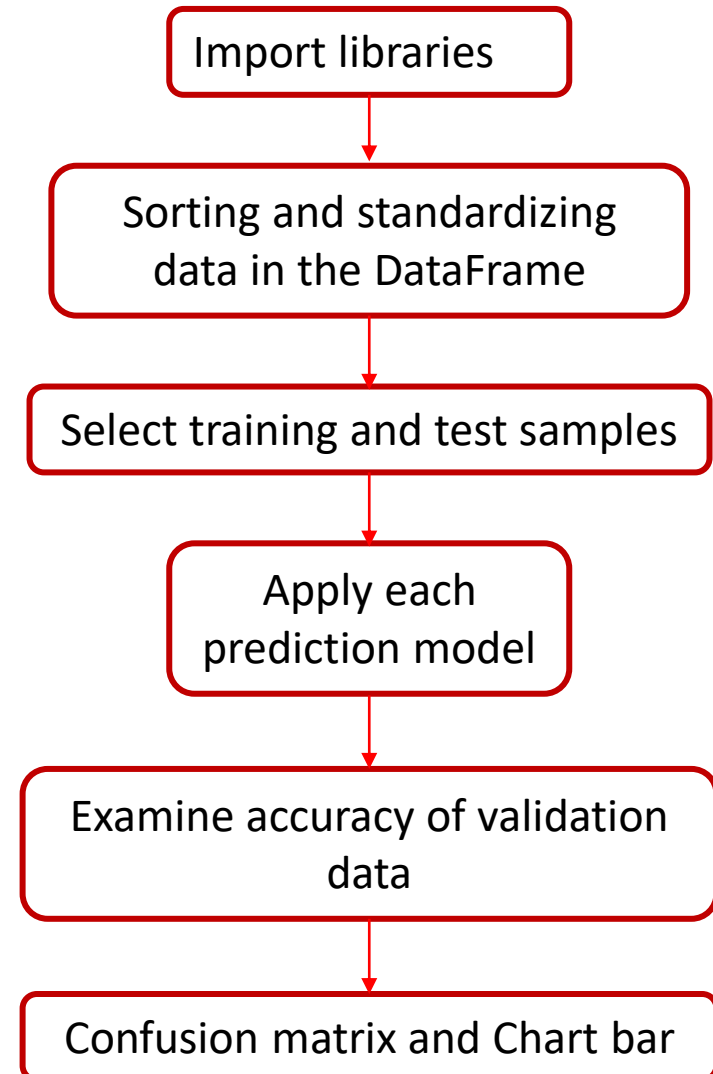 Import libraries
Sorting and standardizing
data in the DataFrame
Select training and test samples
Apply each
prediction model
Examine accuracy of validation
data
Confusion matrix and Chart bar